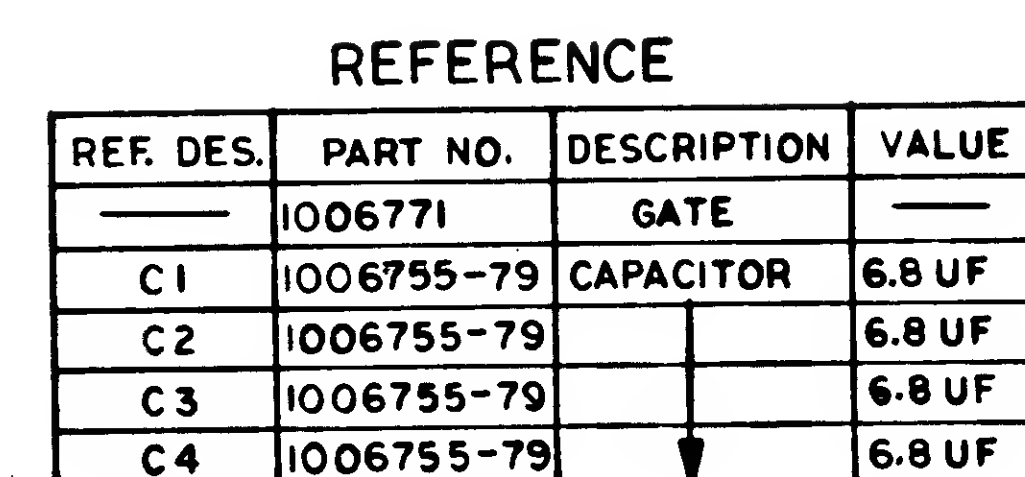 REFERENCE
REF. DES. PART NO. DESCRIPTION VALUE
— 1006771 GATE —
C1 1006755-79 CAPACITOR 6.8 UF
C2 1006755-79 6.8 UF
C3 1006755-79 6.8 UF
C4 1006755-79 6.8 UF